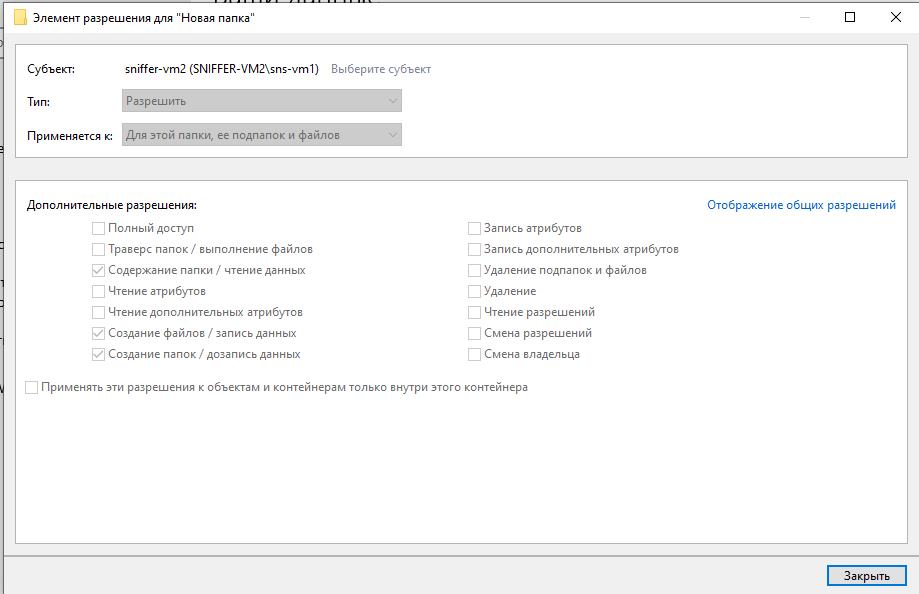 Элемент разрешения для "Новая папка"
Субъект: sniffer-vm2 (SNIFFER-VM2\sns-vm1) Выберите субъект
Тип: Разрешить
Применяется к: Для этой папки, ее подпапок и файлов
Дополнительные разрешения: Отображение общих разрешений
Полный доступ
Траверс папок / выполнение файлов
Содержание папки / чтение данных
Чтение атрибутов
Чтение дополнительных атрибутов
Создание файлов / запись данных
Создание папок / дозапись данных
Запись атрибутов
Запись дополнительных атрибутов
Удаление подпапок и файлов
Удаление
Чтение разрешений
Смена разрешений
Смена владельца
Применять эти разрешения к объектам и контейнерам только внутри этого контейнера
Закрыть